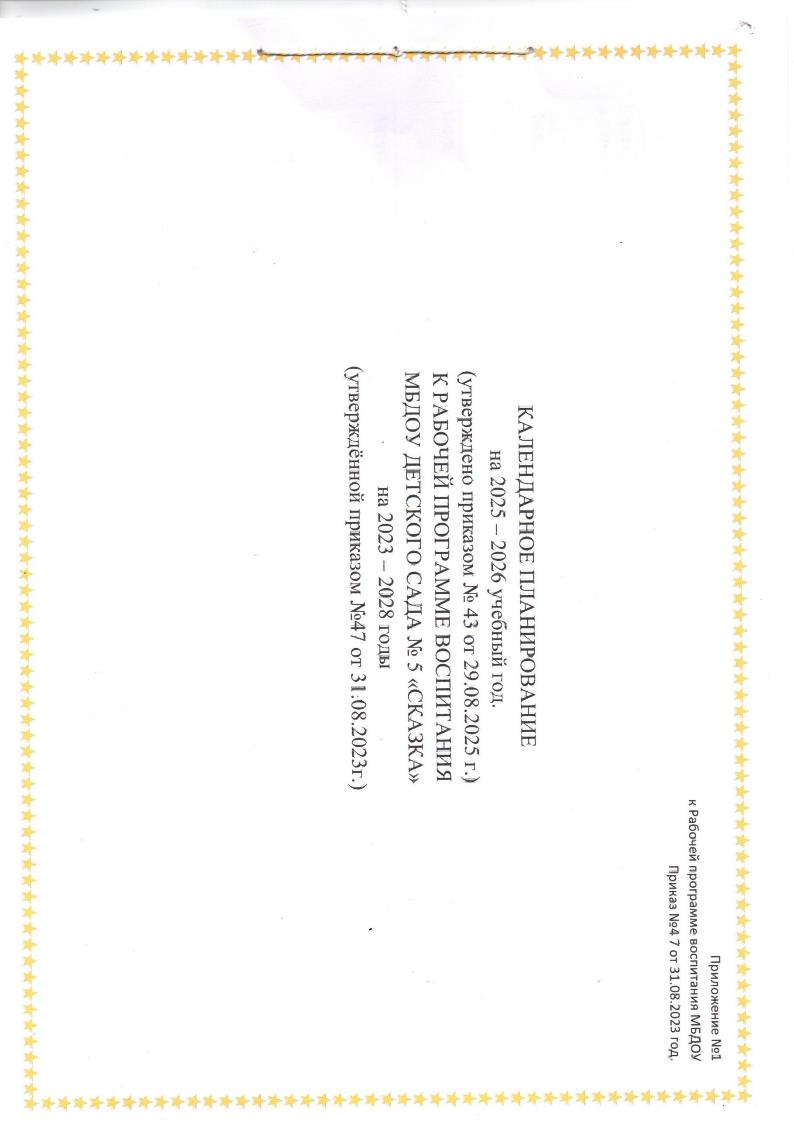 Приложение №1
к Рабочей программе воспитания МБДОУ
Приказ №4 7 от 31.08.2023 год.
КАЛЕНДАРНОЕ ПЛАНИРОВАНИЕ
на 2025 – 2026 учебный год.
(утверждено приказом № 43 от 29.08.2025 г.)
К РАБОЧЕЙ ПРОГРАММЕ ВОСПИТАНИЯ
МБДОУ ДЕТСКОГО САДА № 5 «СКАЗКА»
на 2023 – 2028 годы
(утверждённой приказом №47 от 31.08.2023г.)